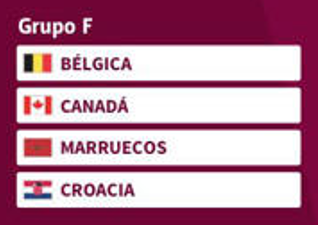 Grupo F
BÉLGICA
CANADÁ
MARRUECOS
CROACIA